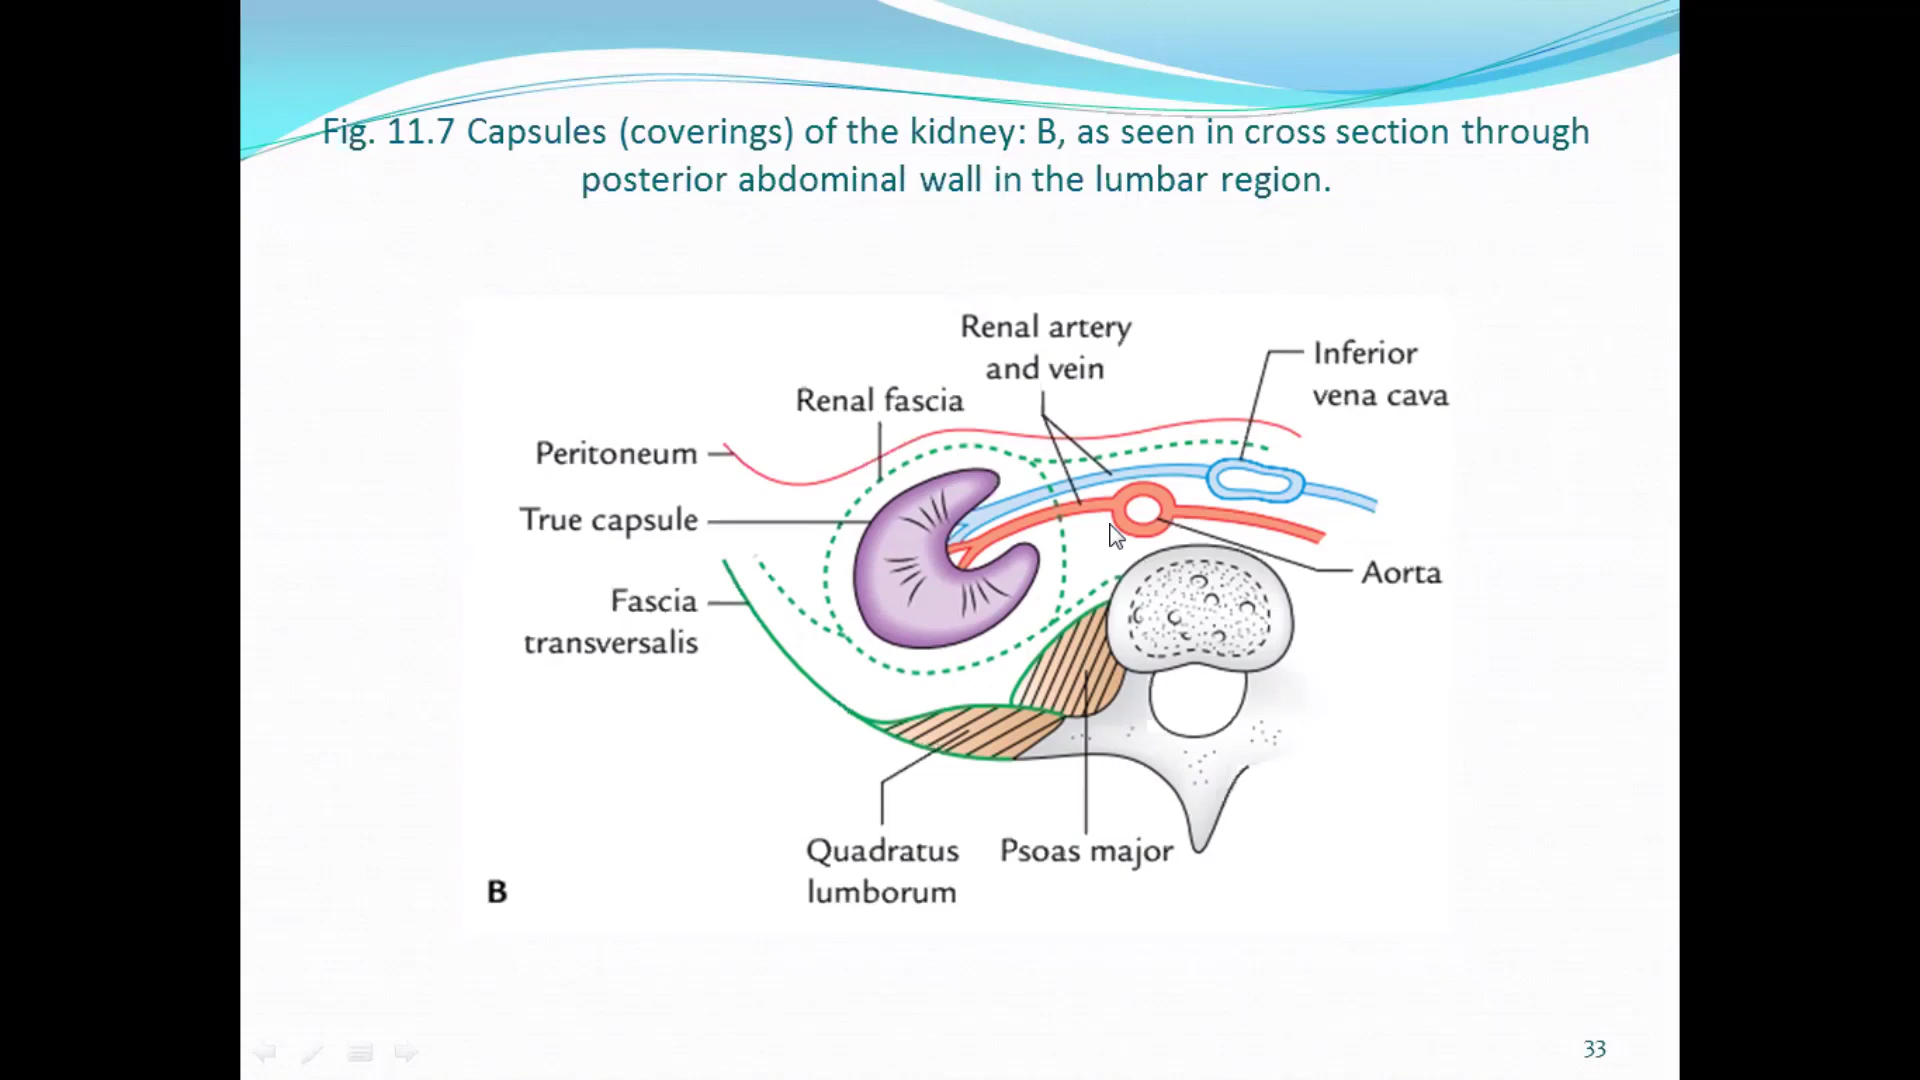 Fig. 11.7 Capsules (coverings) of the kidney: B, as seen in cross section through
posterior abdominal wall in the lumbar region.
Renal artery
and vein
Inferior
vena cava
Renal fascia
Peritoneum
True capsule
Fascia
transversalis
Aorta
Quadratus
lumborum
Psoas major
B
33